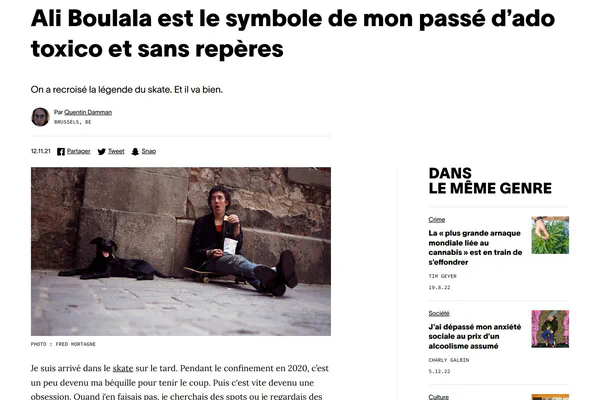 Ali Boulala est le symbole de mon passé d’ado
toxico et sans repères
On a recroisé la légende du skate. Et il va bien.
Par Quentin Damman
BRUSSELS, BE
12.11.21 Partager Tweet Snap
PHOTO : FRED MORTAGNE
Je suis arrivé dans le skate sur le tard. Pendant le confinement en 2020, c’est
un peu devenu ma béquille pour tenir le coup. Puis c’est vite devenu une
obsession. Quand j’en faisais pas, je cherchais des spots ou je regardais des
DANS
LE MÊME GENRE
Crime
La « plus grande arnaque
mondiale liée au
cannabis » est en train de
s’effondrer
TIM GEYER
19.8.22
Société
J’ai dépassé mon anxiété
sociale au prix d’un
alcoolisme assumé
CHARLY GALBIN
5.12.22
Culture